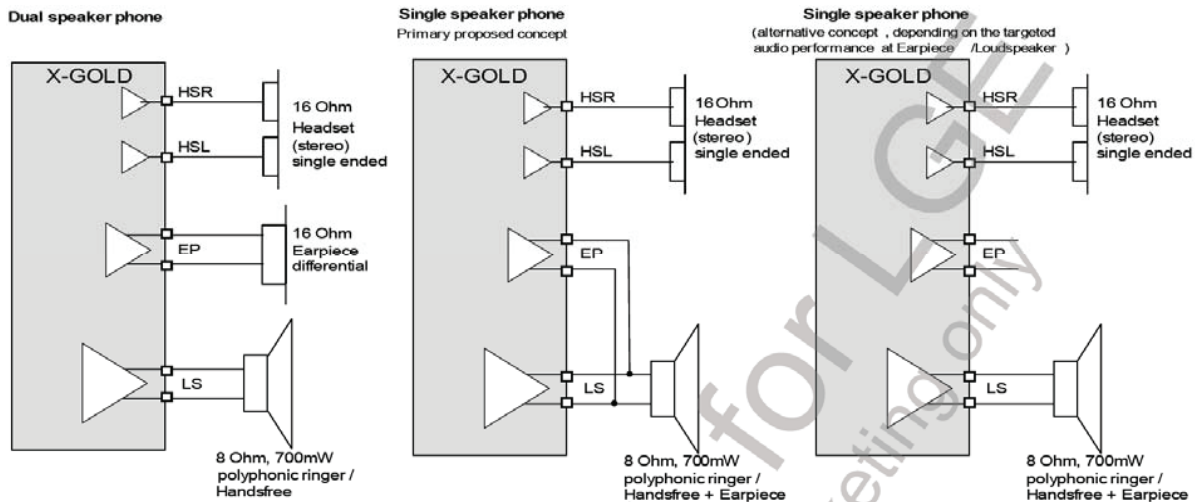 Dual speaker phone
X-GOLD
HSR
HSL
16 Ohm
Headset
(stereo)
single ended
EP
16 Ohm
Earpiece
differential
LS
8 Ohm, 700mW
polyphonic ringer /
Handsfree
Single speaker phone
Primary proposed concept
X-GOLD
HSR
HSL
16 Ohm
Headset
(stereo )
single ended
EP
LS
8 Ohm, 700mW
polyphonic ringer /
Handsfree + Earpiece
Single speaker phone
(alternative concept , depending on the targeted
audio performance at Earpiece /Loudspeaker )
X-GOLD
HSR
HSL
16 Ohm
Headset
(stereo )
single ended
EP
LS
8 Ohm, 700mW
polyphonic ringer /
Handsfree + Earpiece
for LGE
only